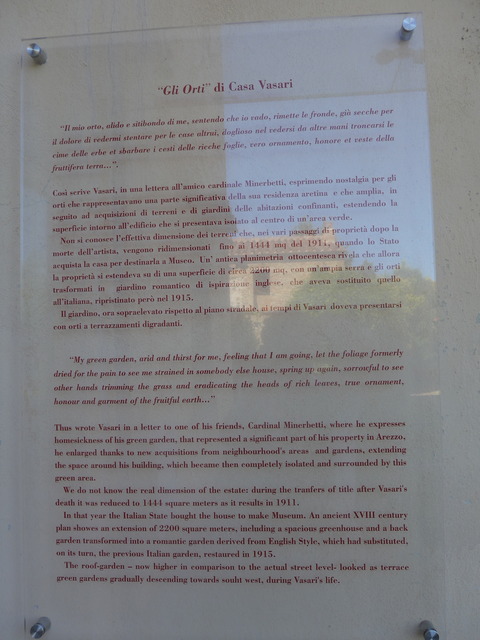 "Gli Orti" di Casa Vasari
"Il mio orto, alido e sitibondo di me, sentendo che io vado, rimette le fronde, già secche per
il dolore di vedermi stentare per le case altrui, doglioso nel vedersi da altre mani troncarsi le
cime delle erbe et sbarbare i cesti delle ricche foglie, vero ornamento, honore et veste della
fruttifera terra...".
Così scrive Vasari, in una lettera all'amico cardinale Minerbetti, esprimendo nostalgia per gli
orti che rappresentavano una parte significativa della sua residenza aretina e che amplia, in
seguito ad acquisizioni di terreni e di giardini delle abitazioni confinanti, estendendo la
superficie intorno all'edificio che si presentava isolato al centro di un'area verde.
Non si conosce l'effettiva dimensione dei terreni che, nei vari passaggi di proprietà dopo la
morte dell'artista, vengono ridimensionati fino ai 1444 mq del 1911, quando lo Stato
acquista la casa per destinarla a Museo. Un' antica planimetria ottocentesca rivela che allora
la proprietà si estendeva su di una superficie di circa 2200 mq, con un'ampia serra e gli orti
trasformati in giardino romantico di ispirazione inglese, che aveva sostituito quello
all'italiana, ripristinato però nel 1915.
Il giardino, ora sopraelevato rispetto al piano stradale, ai tempi di Vasari doveva presentarsi
con orti a terrazzamenti digradanti.
"My green garden, arid and thirst for me, feeling that I am going, let the foliage formerly
dried for the pain to see me strained in somebody else house, spring up again, sorrowful to see
other hands trimming the grass and eradicating the heads of rich leaves, true ornament,
honour and garment of the fruitful earth..."
Thus wrote Vasari in a letter to one of his friends, Cardinal Minerbetti, where he expresses
homesickness of his green garden, that represented a significant part of his property in Arezzo,
he enlarged thanks to new acquisitions from neighbourhood's areas and gardens, extending
the space around his building, which became then completely isolated and surrounded by this
green area.
We do not know the real dimension of the estate: during the tranfers of title after Vasari's
death it was reduced to 1444 square meters as it results in 1911.
In that year the Italian State bought the house to make Museum. An ancient XVIII century
plan showes an extension of 2200 square meters, including a spacious greenhouse and a back
garden transformed into a romantic garden derived from English Style, which had substituted,
on its turn, the previous Italian garden, restaured in 1915.
The roof-garden – now higher in comparison to the actual street level- looked as terrace
green gardens gradually descending towards souht west, during Vasari's life.